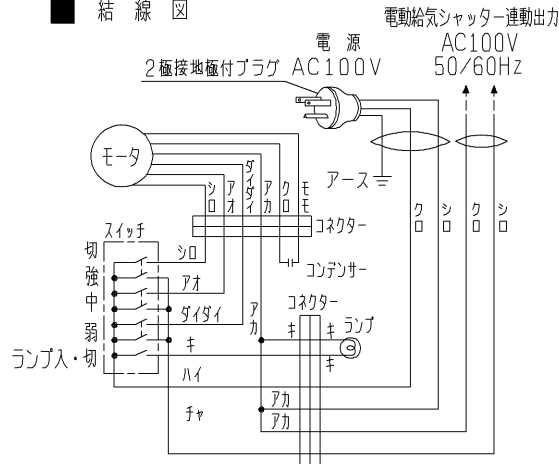 ■ 結線図
電動給気シャッター連動出力
AC100V
50/60Hz
電源
AC100V
2極接地極付プラグ
モータ
アース
シロ
アオ
ダイダイ
アカ
クロ
モモ
クロ
シロ
クロ
シロ
コネクター
スイッチ
切
強
中
弱
ランプ入・切
シロ
アオ
ダイダイ
キ
ハイ
チャ
コンデンサー
コネクター
アカ
キ
キ
ランプ
キ
アカ
アカ